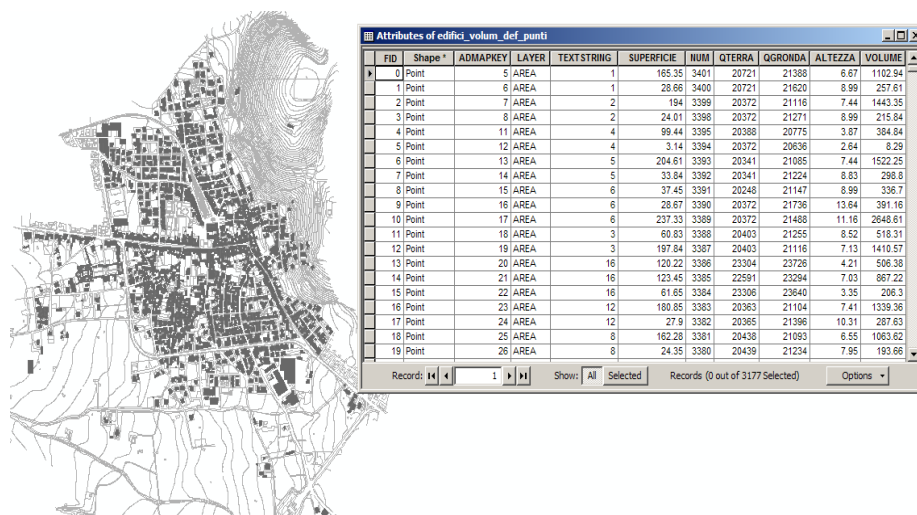 Attributes of edifici_volum_def_punti
FID Shape * ADMAPKEY LAYER TEXTSTRING SUPERFICIE NUM QTERRA QGRONDA ALTEZZA VOLUME
0 Point 5 AREA 1 165.35 3401 20721 21388 6.67 1102.94
1 Point 6 AREA 1 28.66 3400 20721 21620 8.99 257.61
2 Point 7 AREA 2 194 3399 20372 21116 7.44 1443.35
3 Point 8 AREA 2 24.01 3398 20372 21271 8.99 215.84
4 Point 11 AREA 4 99.44 3395 20388 20775 3.87 384.84
5 Point 12 AREA 4 3.14 3394 20372 20636 2.64 8.29
6 Point 13 AREA 5 204.61 3393 20341 21085 7.44 1522.25
7 Point 14 AREA 5 33.84 3392 20341 21224 8.83 298.8
8 Point 15 AREA 6 37.45 3391 20248 21147 8.99 336.7
9 Point 16 AREA 6 28.67 3390 20372 21736 13.64 391.16
10 Point 17 AREA 6 237.33 3389 20372 21488 11.16 2648.61
11 Point 18 AREA 3 60.83 3388 20403 21255 8.52 518.31
12 Point 19 AREA 3 197.84 3387 20403 21116 7.13 1410.57
13 Point 20 AREA 16 120.22 3386 23304 23726 4.21 506.38
14 Point 21 AREA 16 123.45 3385 22591 23294 7.03 867.22
15 Point 22 AREA 16 61.65 3384 23306 23640 3.35 206.3
16 Point 23 AREA 12 180.85 3383 20363 21104 7.41 1339.36
17 Point 24 AREA 12 27.9 3382 20365 21396 10.31 287.63
18 Point 25 AREA 8 162.28 3381 20438 21093 6.55 1063.62
19 Point 26 AREA 8 24.35 3380 20439 21234 7.95 193.66
Record: 1 Show: All Selected Records (0 out of 3177 Selected) Options